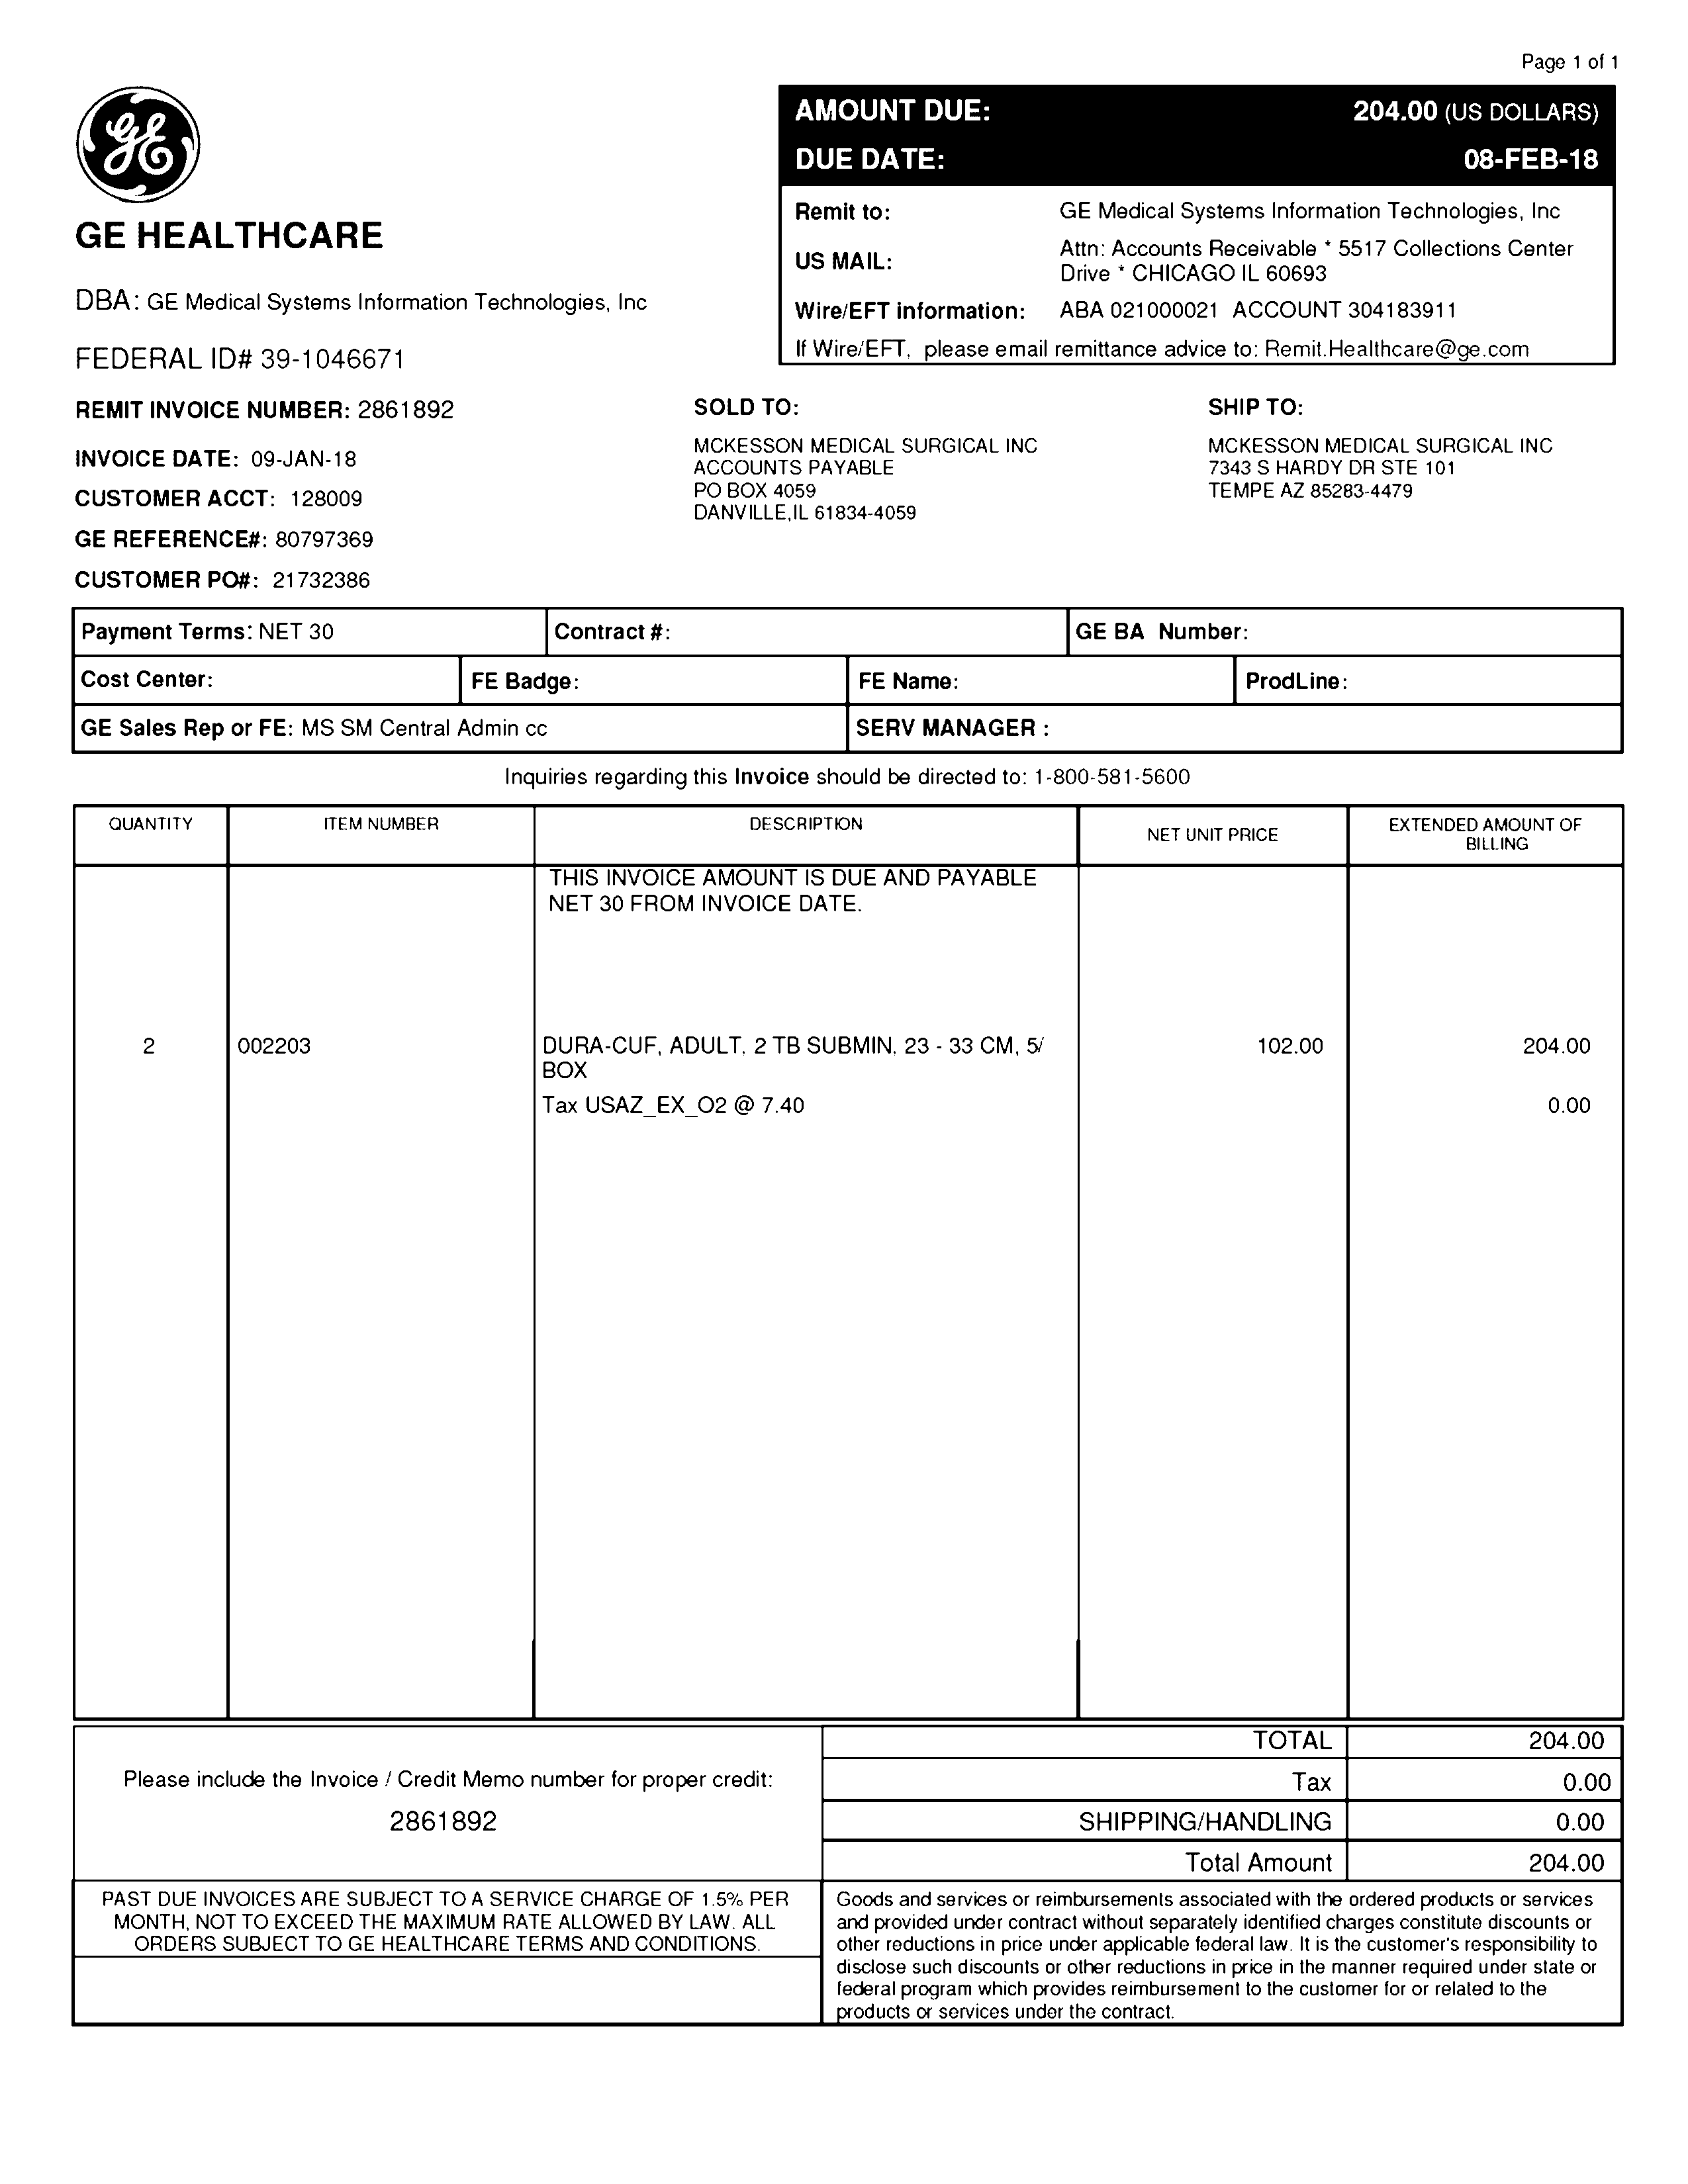 Page 1 of 1
GE
AMOUNT DUE: 204.00 (US DOLLARS)
DUE DATE: 08-FEB-18
GE HEALTHCARE
DBA: GE Medical Systems Information Technologies, Inc
FEDERAL ID# 39-1046671
Remit to: GE Medical Systems Information Technologies, Inc
US MAIL: Attn: Accounts Receivable * 5517 Collections Center
Drive * CHICAGO IL 60693
Wire/EFT information: ABA 021000021 ACCOUNT 304183911
If Wire/EFT, please email remittance advice to: Remit.Healthcare@ge.com
REMIT INVOICE NUMBER: 2861892
INVOICE DATE: 09-JAN-18
CUSTOMER ACCT: 128009
GE REFERENCE#: 80797369
CUSTOMER PO#: 21732386
SOLD TO:
MCKESSON MEDICAL SURGICAL INC
ACCOUNTS PAYABLE
PO BOX 4059
DANVILLE,IL 61834-4059
SHIP TO:
MCKESSON MEDICAL SURGICAL INC
7343 S HARDY DR STE 101
TEMPE AZ 85283-4479
Payment Terms: NET 30 Contract #: GE BA Number:
Cost Center: FE Badge: FE Name: ProdLine:
GE Sales Rep or FE: MS SM Central Admin cc SERV MANAGER :
Inquiries regarding this Invoice should be directed to: 1-800-581-5600
QUANTITY ITEM NUMBER DESCRIPTION NET UNIT PRICE EXTENDED AMOUNT OF
BILLING
THIS INVOICE AMOUNT IS DUE AND PAYABLE
NET 30 FROM INVOICE DATE.
2 002203 DURA-CUF, ADULT, 2 TB SUBMIN, 23 - 33 CM, 5/ 102.00 204.00
BOX
Tax USAZ_EX_O2 @ 7.40 0.00
Please include the Invoice / Credit Memo number for proper credit:
2861892
TOTAL 204.00
Tax 0.00
SHIPPING/HANDLING 0.00
Total Amount 204.00
PAST DUE INVOICES ARE SUBJECT TO A SERVICE CHARGE OF 1.5% PER
MONTH, NOT TO EXCEED THE MAXIMUM RATE ALLOWED BY LAW. ALL
ORDERS SUBJECT TO GE HEALTHCARE TERMS AND CONDITIONS.
Goods and services or reimbursements associated with the ordered products or services
and provided under contract without separately identified charges constitute discounts or
other reductions in price under applicable federal law. It is the customer's responsibility to
disclose such discounts or other reductions in price in the manner required under state or
federal program which provides reimbursement to the customer for or related to the
products or services under the contract.